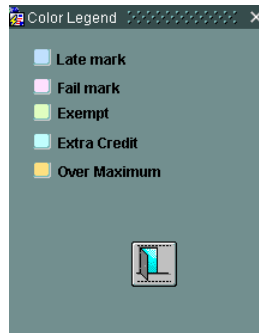 Color Legend
Late mark
Fail mark
Exempt
Extra Credit
Over Maximum